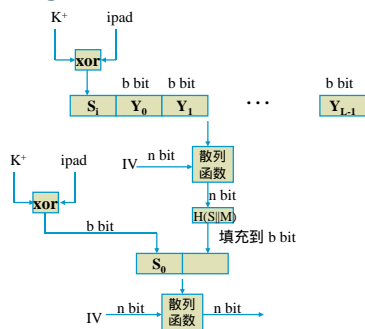 K+ ipad
xor
b bit b bit b bit
Si Y0 Y1 ··· YL-1
n bit
IV
散列
函数
n bit
K+ ipad
H(S||M)
填充到 b bit
xor
b bit
S0
散列
函数
n bit n bit
IV